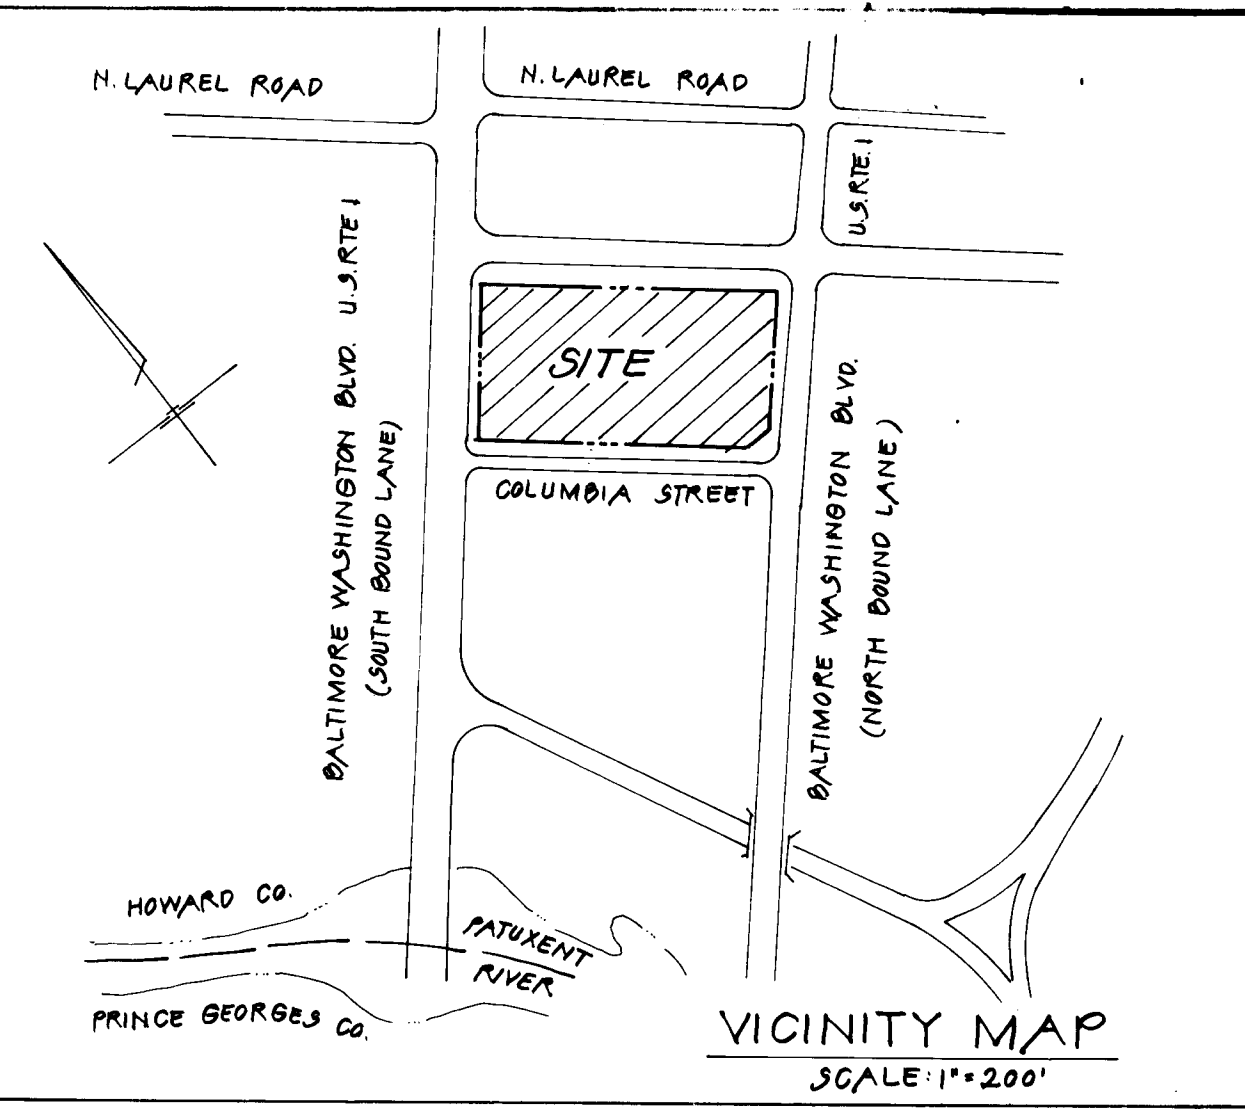 N. LAUREL ROAD
N. LAUREL ROAD
U.S. RTE. 1
BALTIMORE WASHINGTON BLVD. U.S. RTE 1
(SOUTH BOUND LANE)
SITE
COLUMBIA STREET
BALTIMORE WASHINGTON BLVD.
(NORTH BOUND LANE)
HOWARD CO.
PATUXENT
RIVER
PRINCE GEORGES CO.
VICINITY MAP
SCALE: 1" = 200'